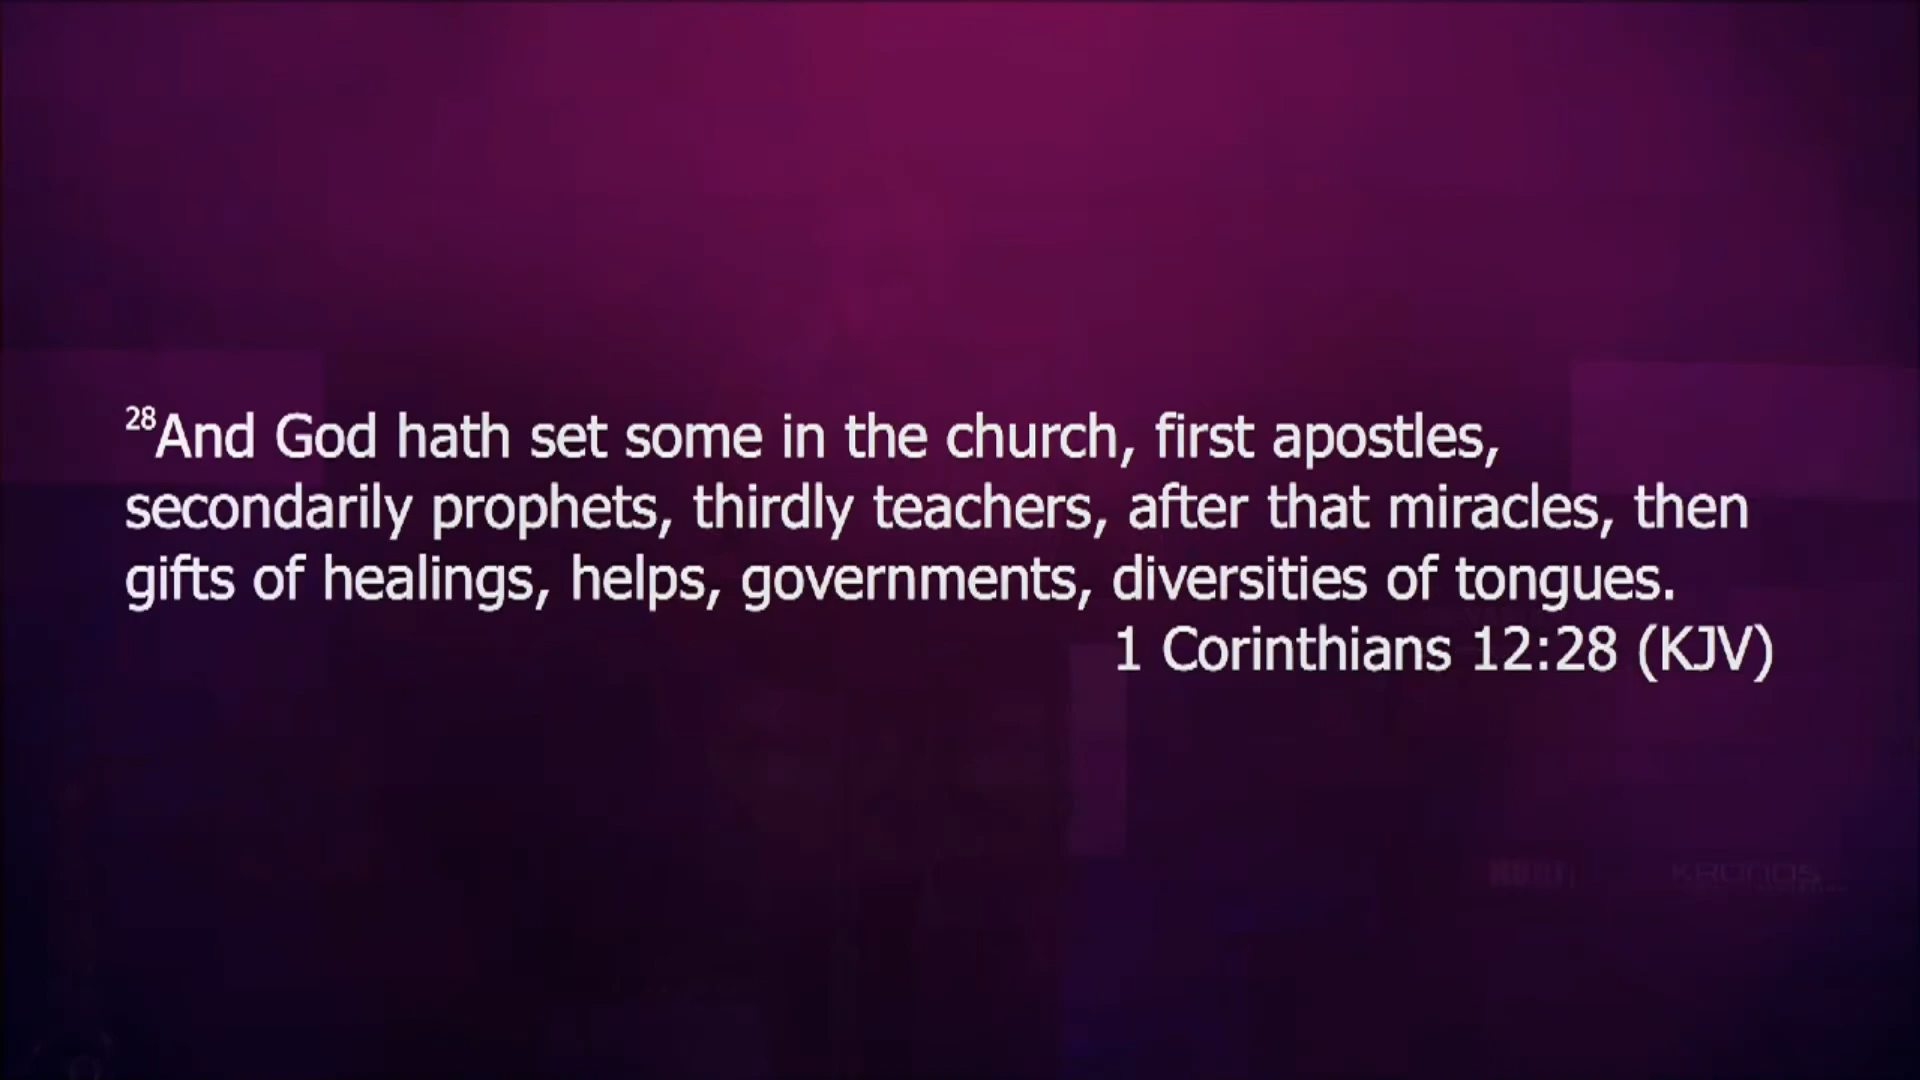 28And God hath set some in the church, first apostles,
secondarily prophets, thirdly teachers, after that miracles, then
gifts of healings, helps, governments, diversities of tongues.
1 Corinthians 12:28 (KJV)
KRONOS